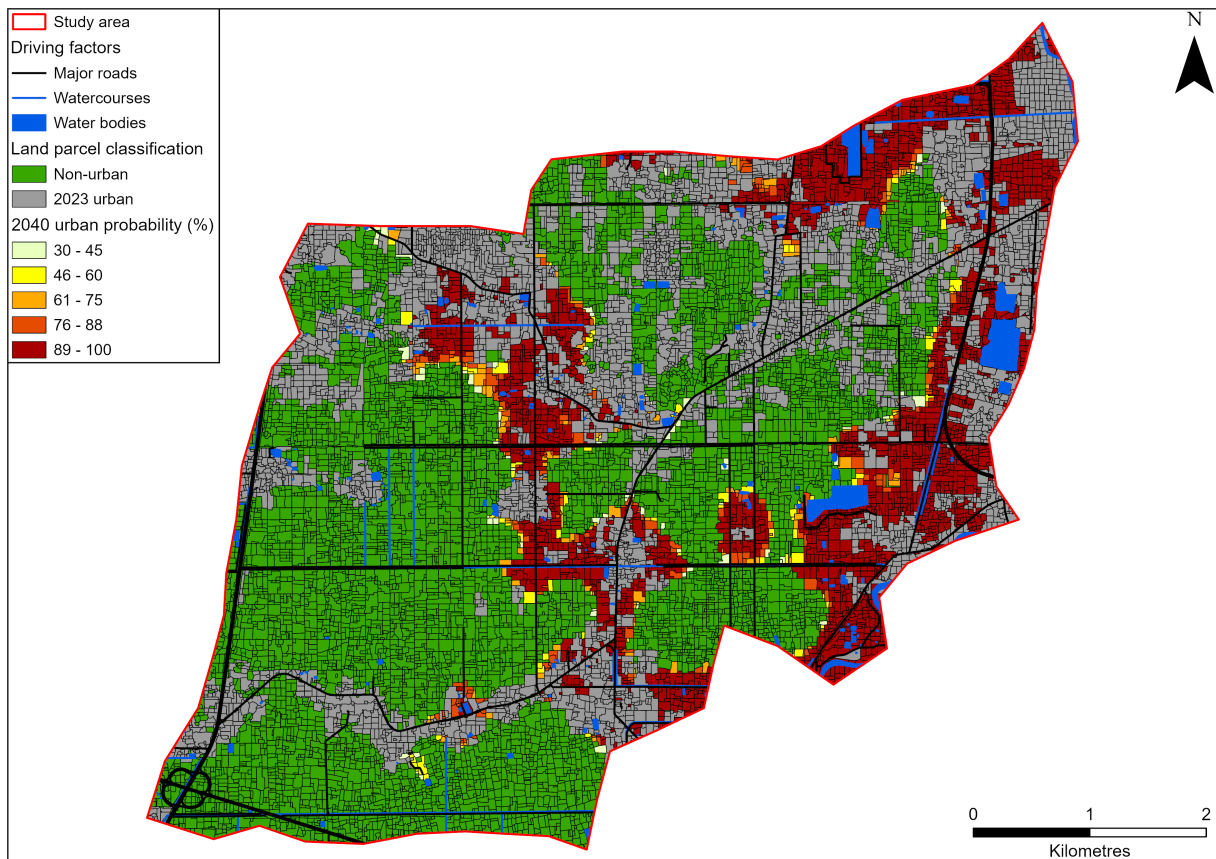 Study area
Driving factors
Major roads
Watercourses
Water bodies
Land parcel classification
Non-urban
2023 urban
2040 urban probability (%)
30 - 45
46 - 60
61 - 75
76 - 88
89 - 100
N
0 1 2
Kilometres